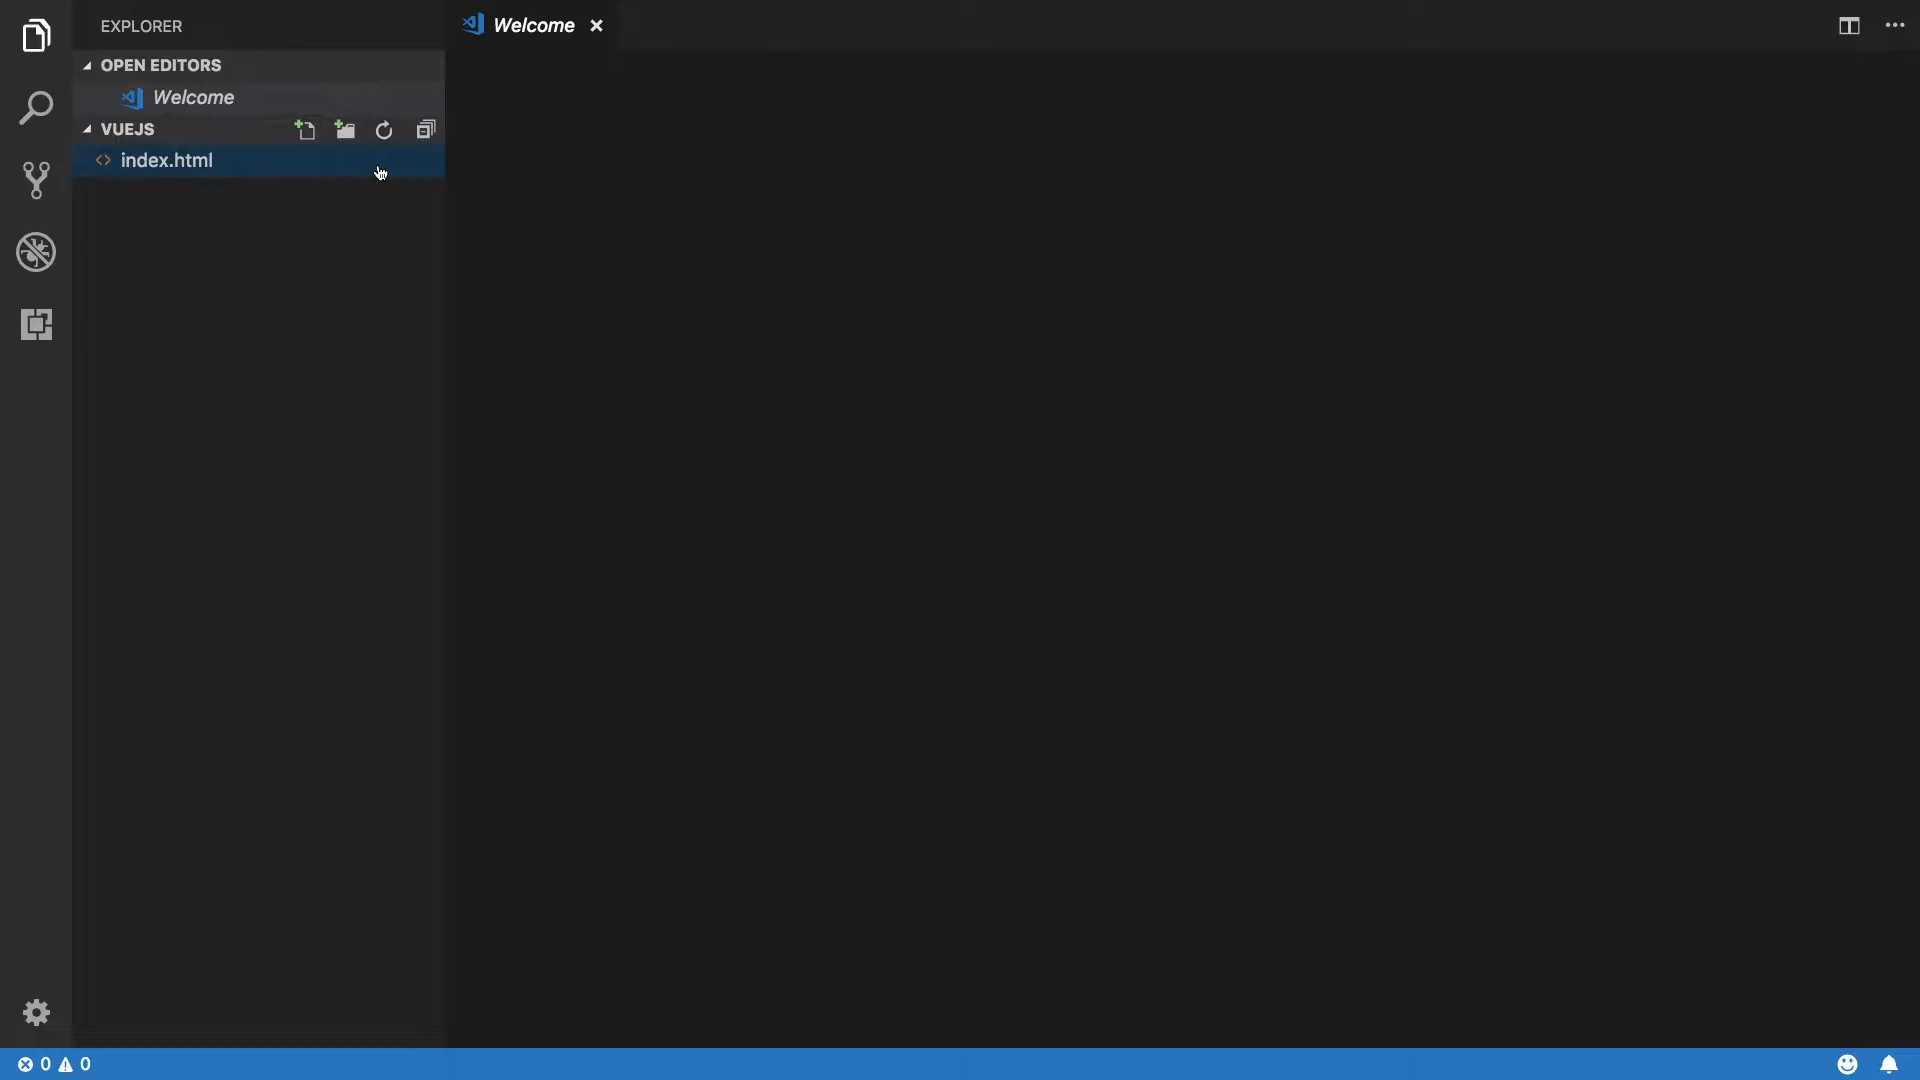 EXPLORER
Welcome
OPEN EDITORS
Welcome
VUEJS
<> index.html
0 0